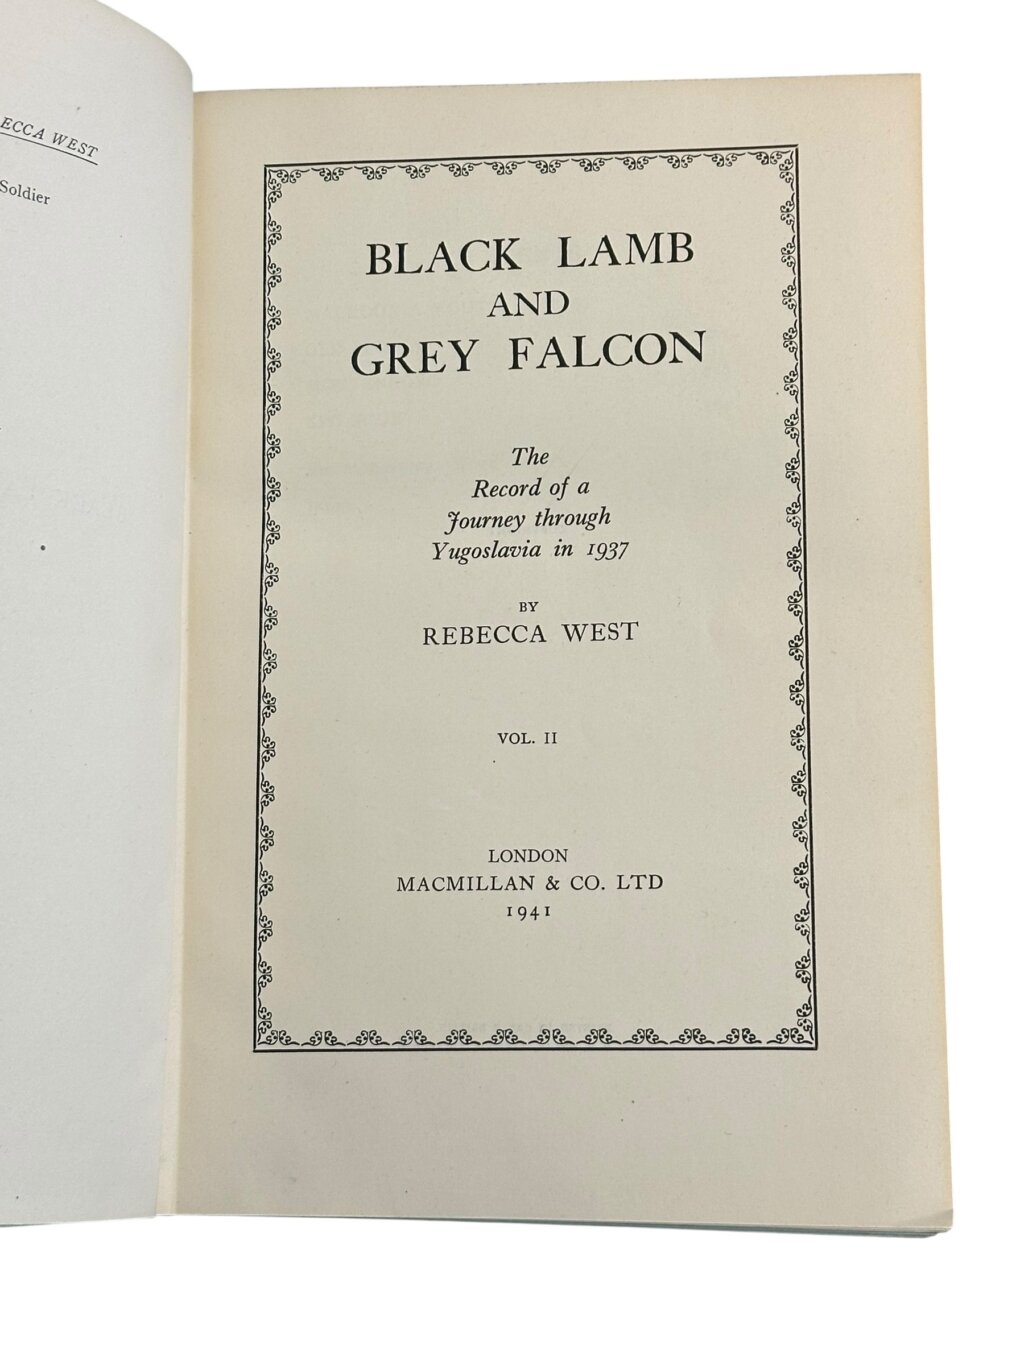 ECCA WEST
Soldier
BLACK LAMB
AND
GREY FALCON
The
Record of a
Journey through
Yugoslavia in 1937
BY
REBECCA WEST
VOL. II
LONDON
MACMILLAN & CO. LTD
1941